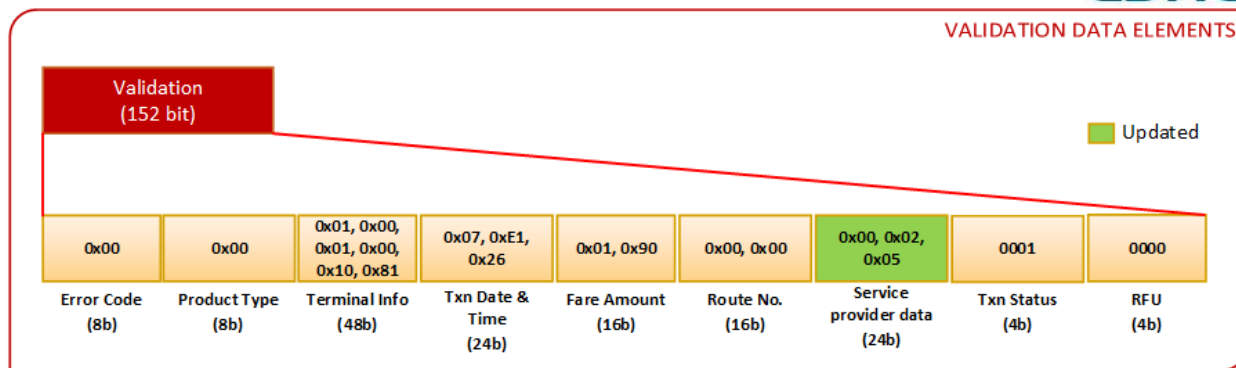 VALIDATION DATA ELEMENTS
Validation
(152 bit)
Updated
0x00
0x00
0x01, 0x00,
0x01, 0x00,
0x10, 0x81
0x07, 0xE1,
0x26
0x01, 0x90
0x00, 0x00
0x00, 0x02,
0x05
0001
0000
Error Code
(8b)
Product Type
(8b)
Terminal Info
(48b)
Txn Date &
Time
(24b)
Fare Amount
(16b)
Route No.
(16b)
Service
provider data
(24b)
Txn Status
(4b)
RFU
(4b)